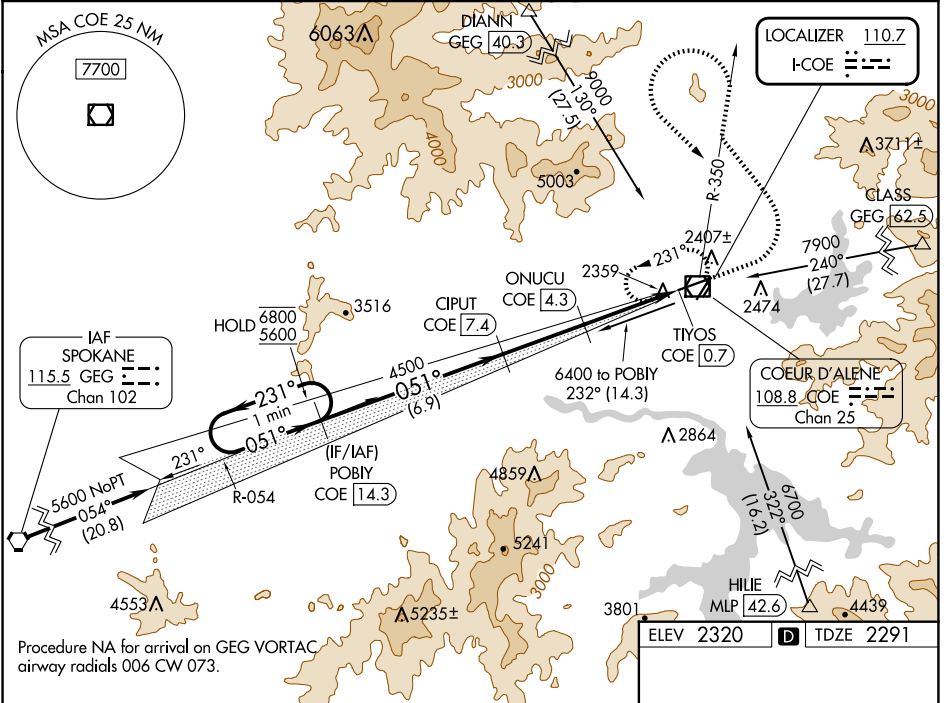 MSA COE 25 NM
7700
6063
DIANN
GEG 40.3
LOCALIZER 110.7
I-COE
3000
3000
9000
130°
(27.5)
4000
5003
R-350
3711±
CLASS
GEG 62.5
2407±
7900
240°
(27.7)
231°
2359
2474
ONUCU
COE 4.3
CIPUT
COE 7.4
3516
HOLD 6800
5600
TIYOS
COE 0.7
IAF
SPOKANE
115.5 GEG
Chan 102
4500
051°
(6.9)
6400 to POBIY
232° (14.3)
COEUR D'ALENE
108.8 COE
Chan 25
231°
1 min
051°
(IF/IAF)
POBIY
COE 14.3
231°
R-054
5600 NoPT
054°
(20.8)
2864
4859
6700
322°
(16.2)
5241
3000
HILIE
MLP 42.6
4553
5235±
3801
4439
Procedure NA for arrival on GEG VORTAC
airway radials 006 CW 073.
ELEV 2320 D TDZE 2291